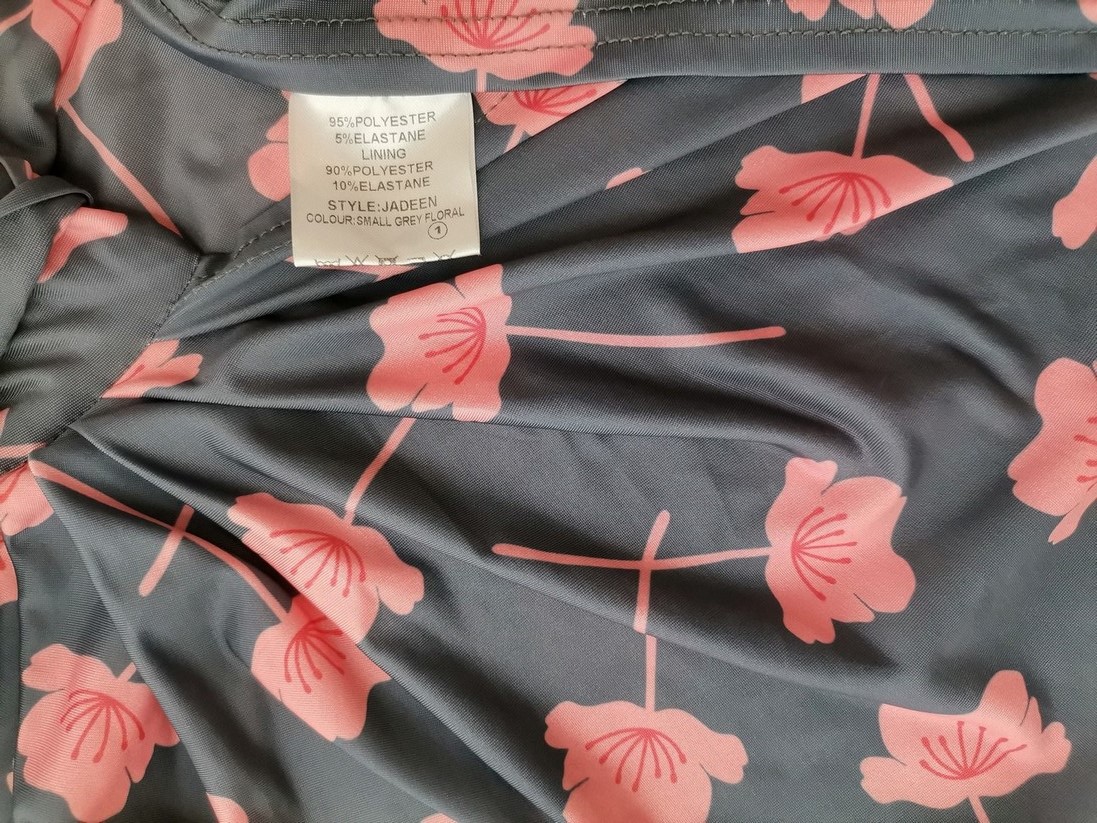 95%POLYESTER
5%ELASTANE
LINING
90%POLYESTER
10%ELASTANE
STYLE:JADEEN
COLOUR:SMALL GREY FLORAL
1